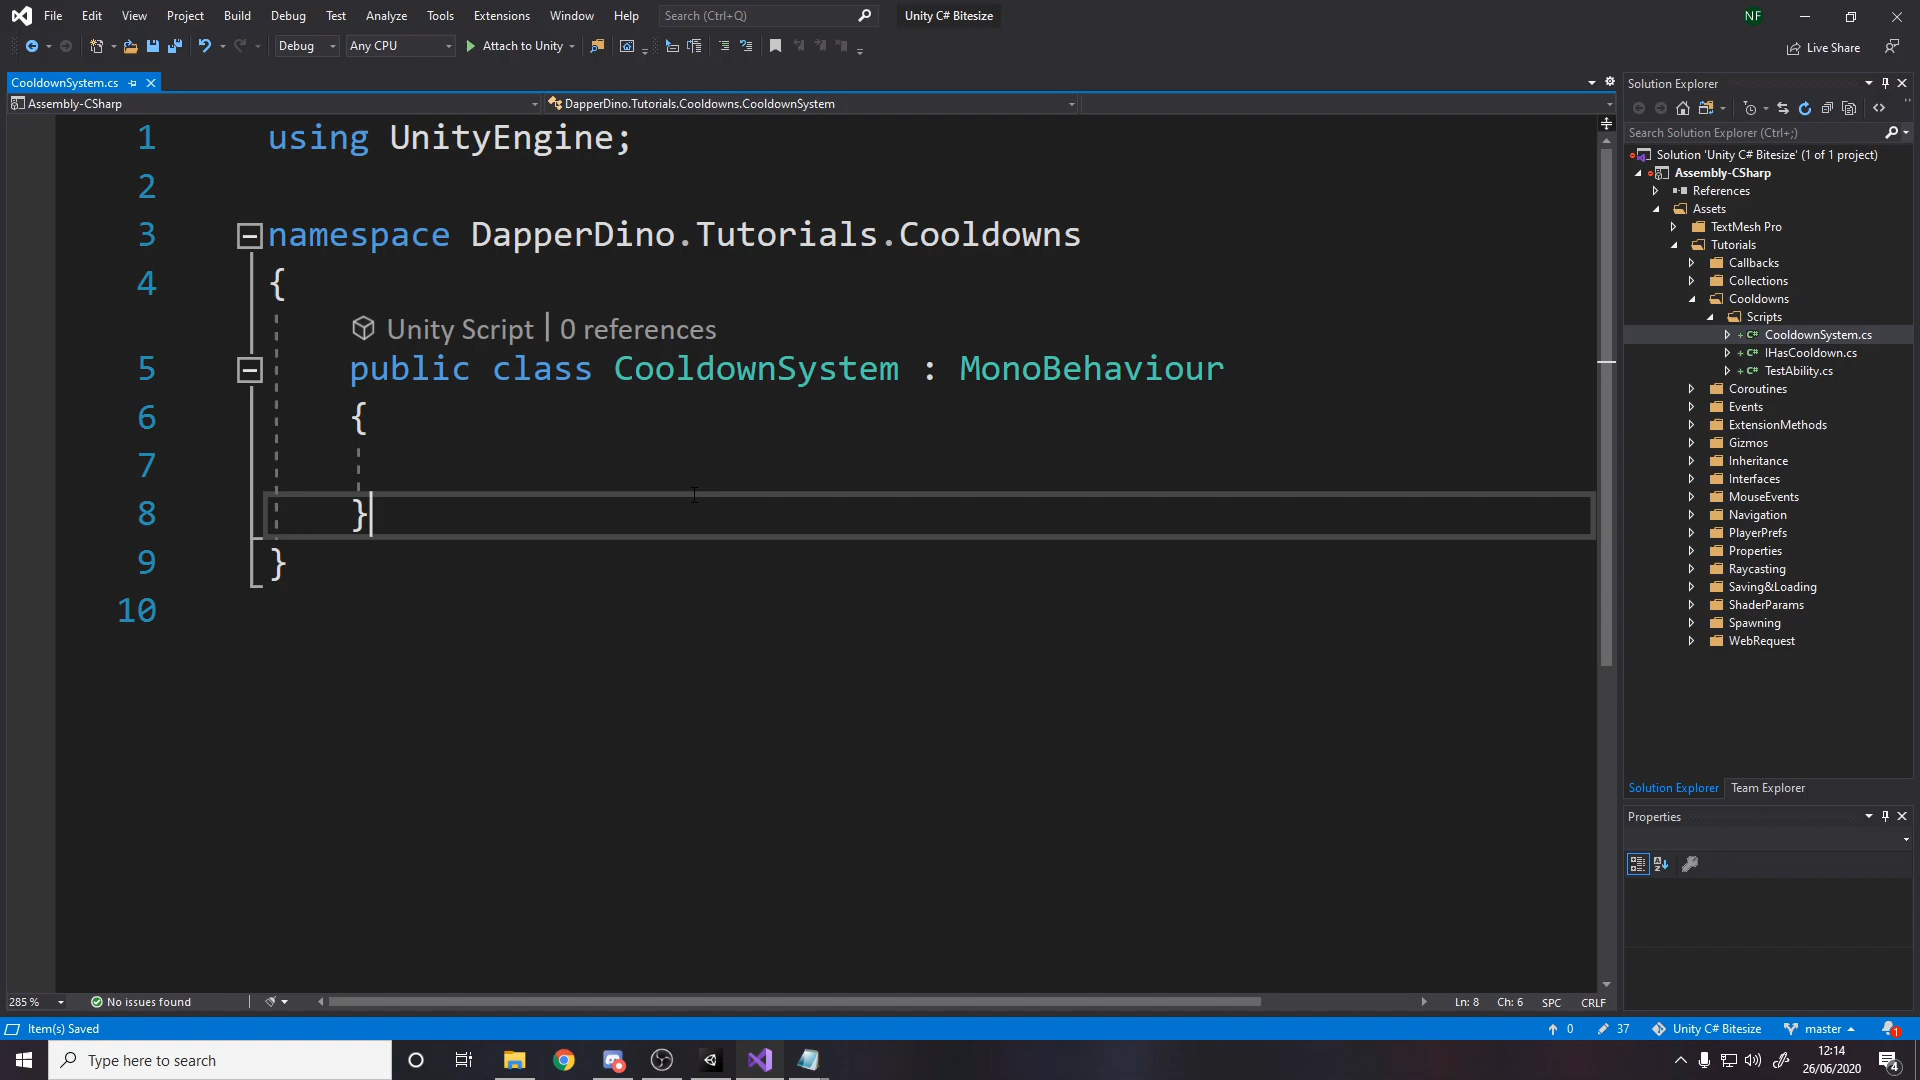 File Edit View Project Build Debug Test Analyze Tools Extensions Window Help Search (Ctrl+Q) Unity C# Bitesize NF
Debug Any CPU Attach to Unity Live Share
CooldownSystem.cs
Assembly-CSharp DapperDino.Tutorials.Cooldowns.CooldownSystem
1 using UnityEngine;
2
3 namespace DapperDino.Tutorials.Cooldowns
4 {
Unity Script | 0 references
5 public class CooldownSystem : MonoBehaviour
6 {
7
8 }
9 }
10
Solution Explorer
Search Solution Explorer (Ctrl+;)
Solution 'Unity C# Bitesize' (1 of 1 project)
Assembly-CSharp
References
Assets
TextMesh Pro
Tutorials
Callbacks
Collections
Cooldowns
Scripts
C# CooldownSystem.cs
C# IHasCooldown.cs
C# TestAbility.cs
Coroutines
Events
ExtensionMethods
Gizmos
Inheritance
Interfaces
MouseEvents
Navigation
PlayerPrefs
Properties
Raycasting
Saving&Loading
ShaderParams
Spawning
WebRequest
Solution Explorer Team Explorer
Properties
285 % No issues found Ln: 8 Ch: 6 SPC CRLF
Item(s) Saved 0 37 Unity C# Bitesize master 1
Type here to search 12:14
26/06/2020 4